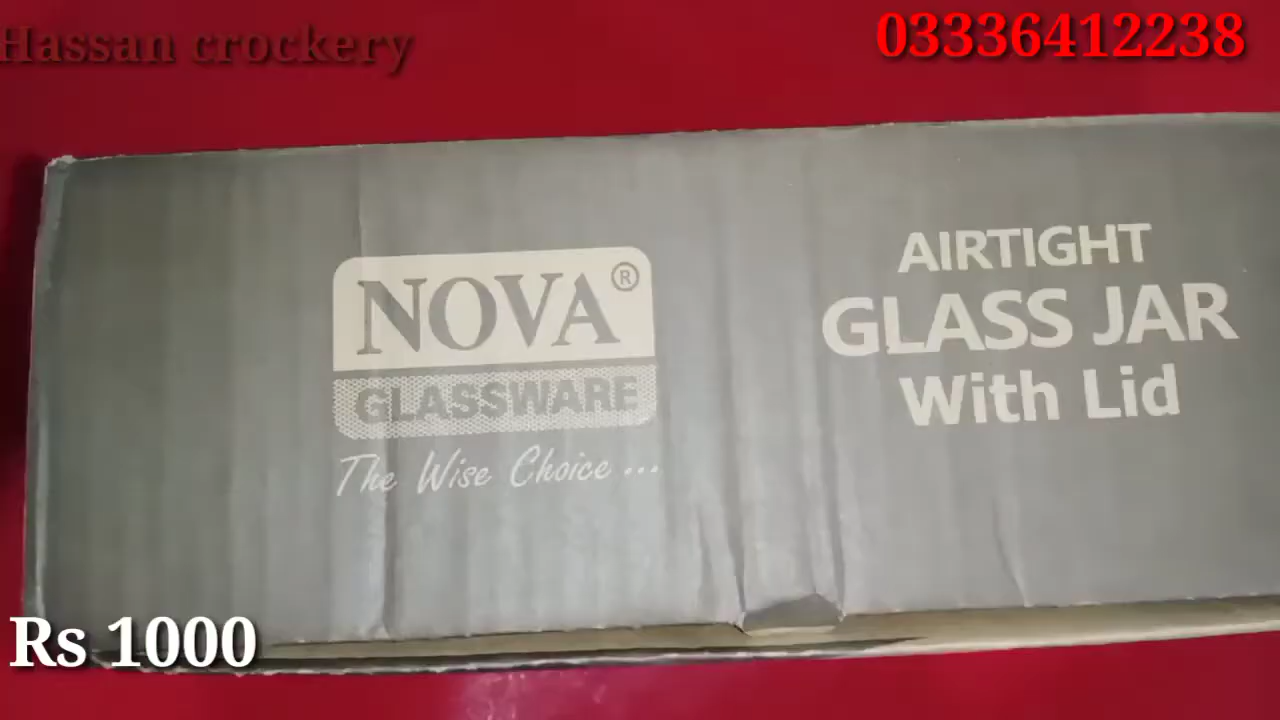 Hassan crockery
03336412238
NOVA®
GLASSWARE
The Wise Choice ...
AIRTIGHT
GLASS JAR
With Lid
Rs 1000